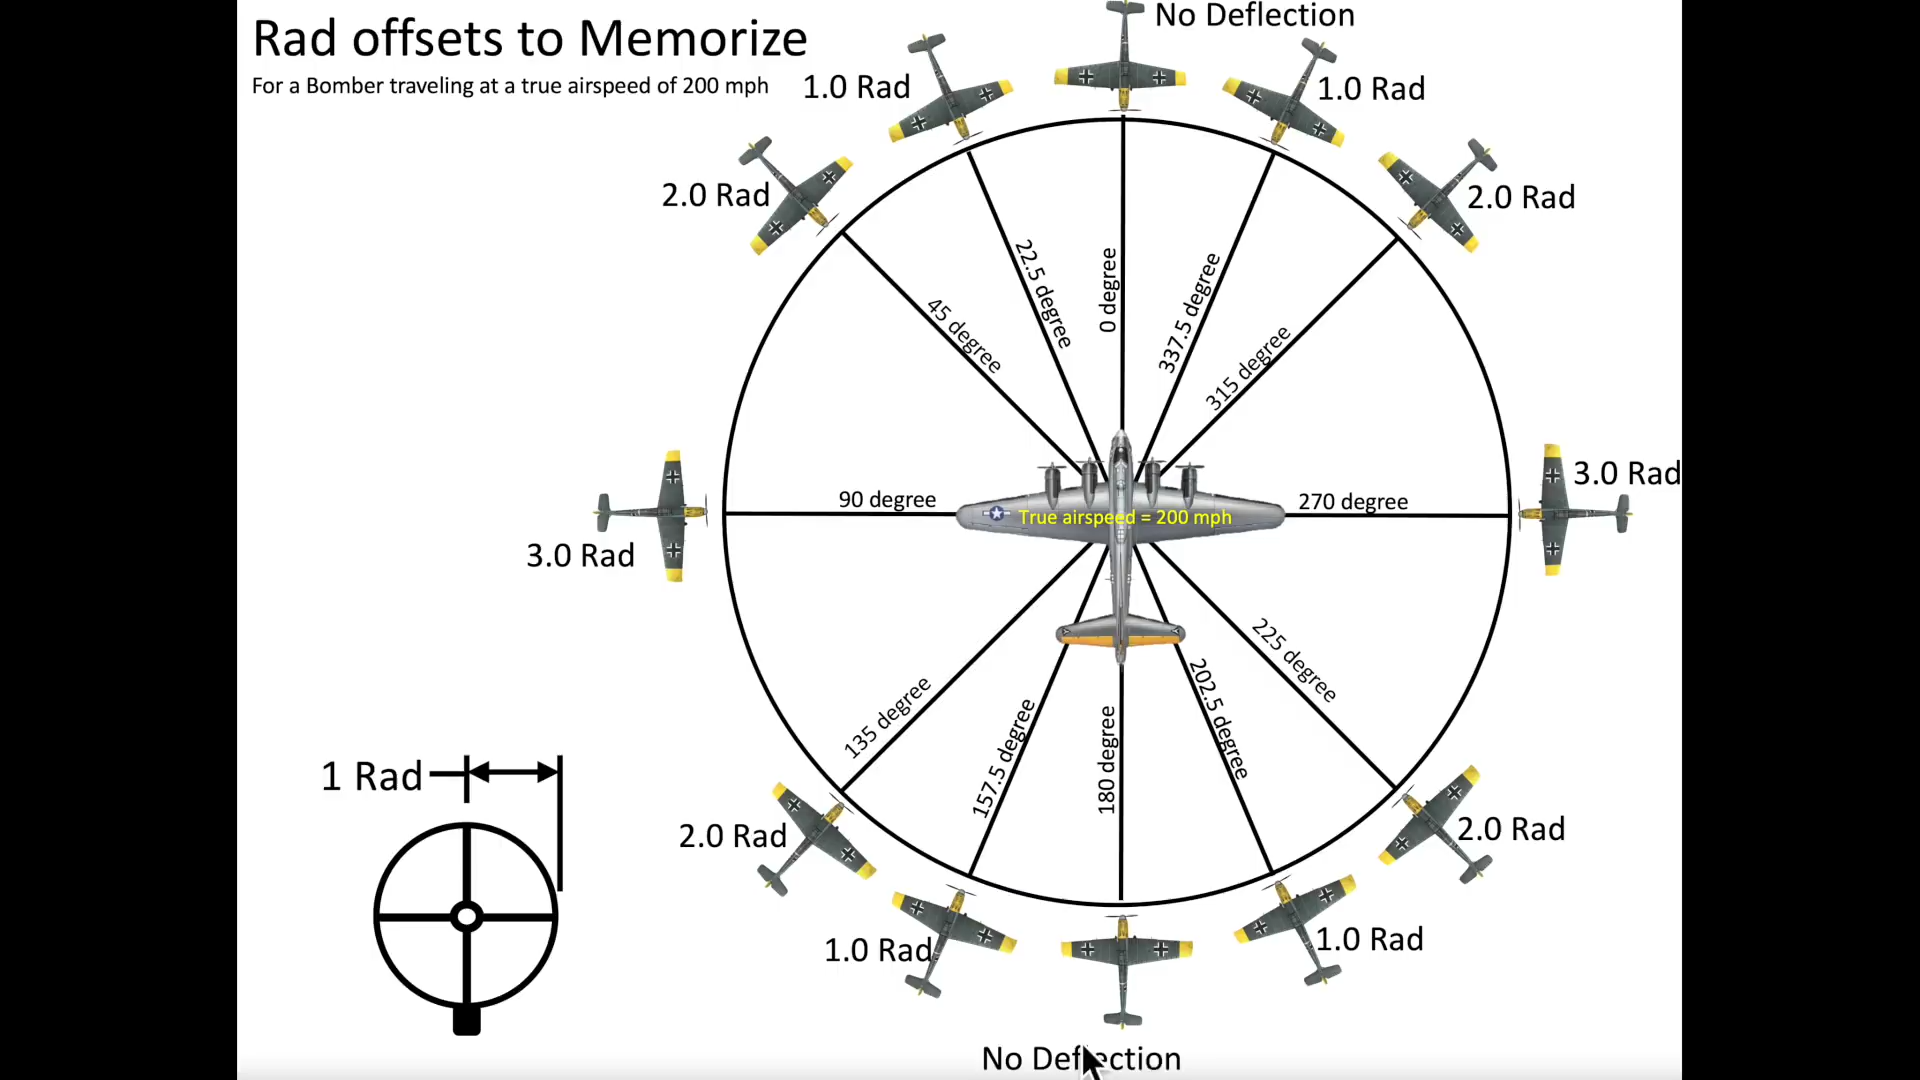 Rad offsets to Memorize
For a Bomber traveling at a true airspeed of 200 mph
No Deflection
1.0 Rad
1.0 Rad
2.0 Rad
2.0 Rad
22.5 degree
0 degree
337.5 degree
45 degree
315 degree
3.0 Rad
90 degree
270 degree
True airspeed = 200 mph
3.0 Rad
225 degree
135 degree
157.5 degree
180 degree
202.5 degree
1 Rad
2.0 Rad
2.0 Rad
1.0 Rad
1.0 Rad
No Deflection